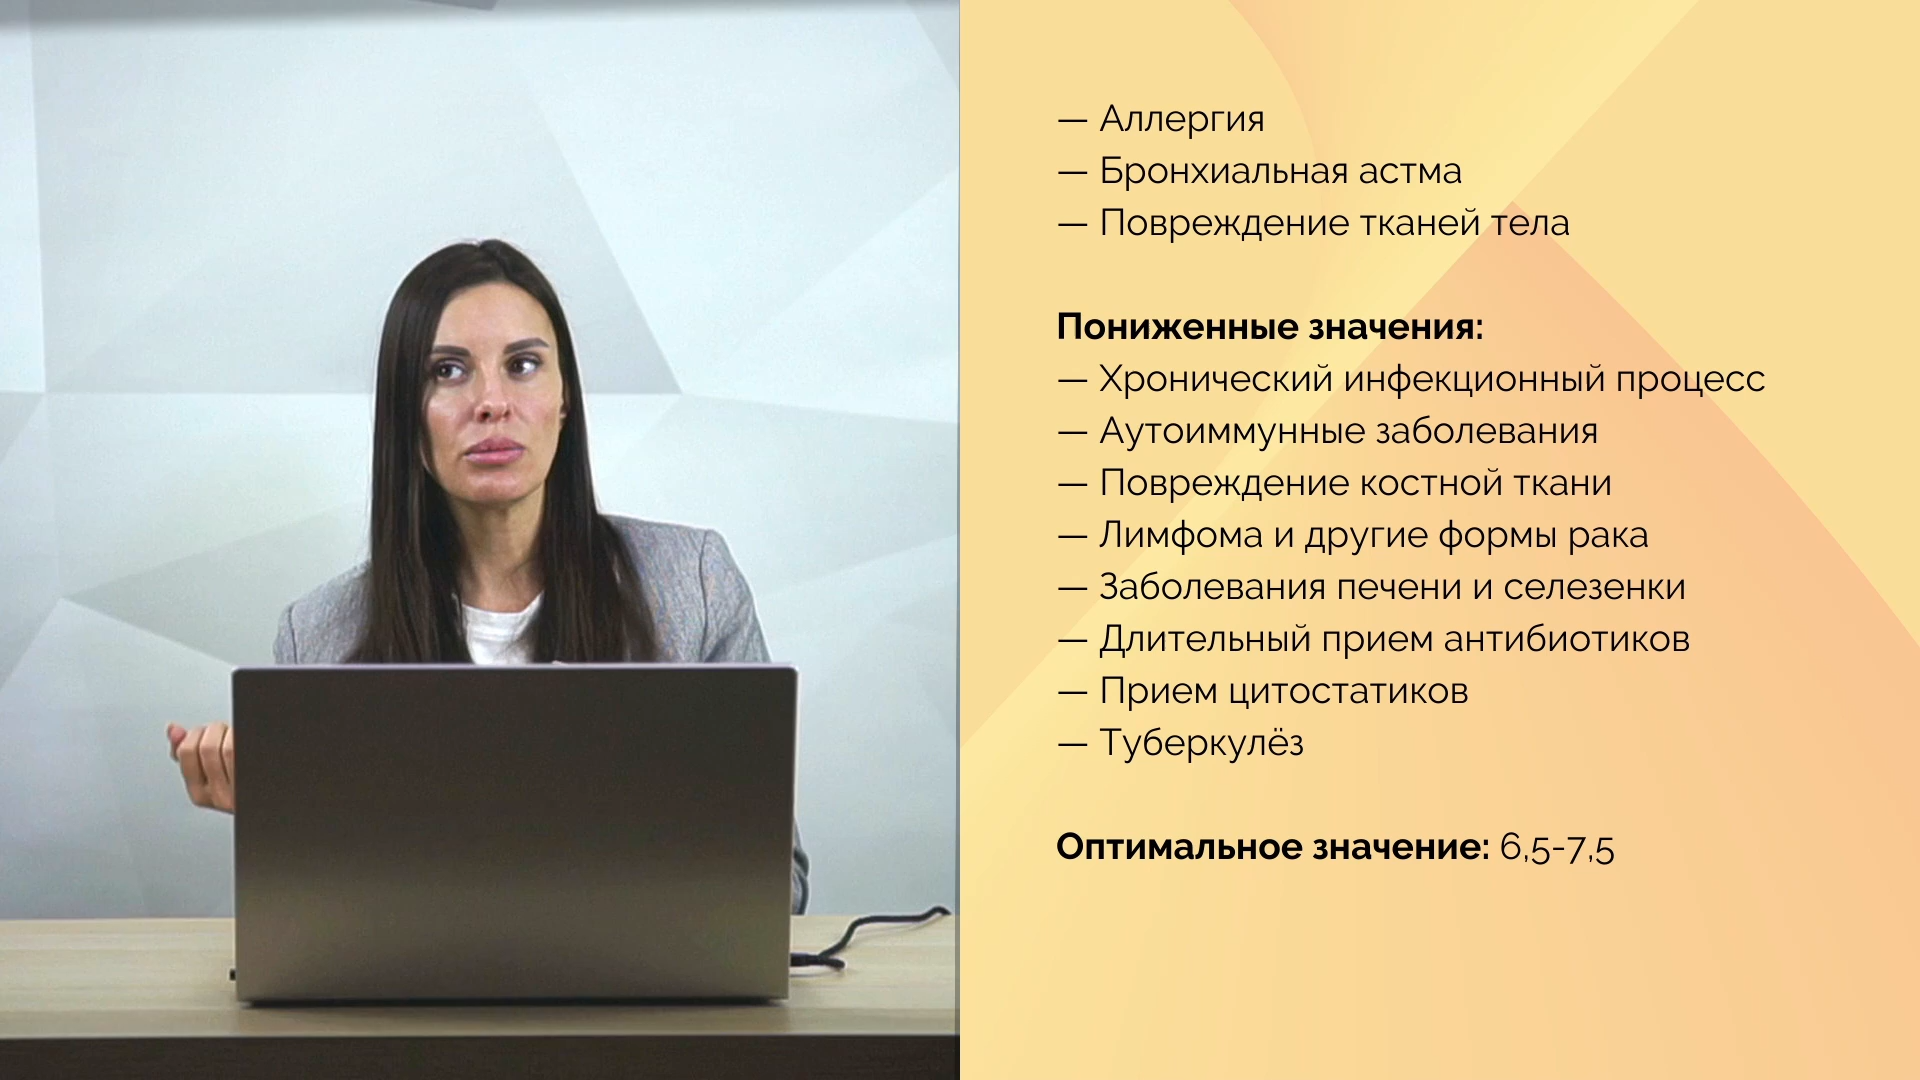 — Аллергия
— Бронхиальная астма
— Повреждение тканей тела
Пониженные значения:
— Хронический инфекционный процесс
— Аутоиммунные заболевания
— Повреждение костной ткани
— Лимфома и другие формы рака
— Заболевания печени и селезенки
— Длительный прием антибиотиков
— Прием цитостатиков
— Туберкулёз
Оптимальное значение: 6,5-7,5